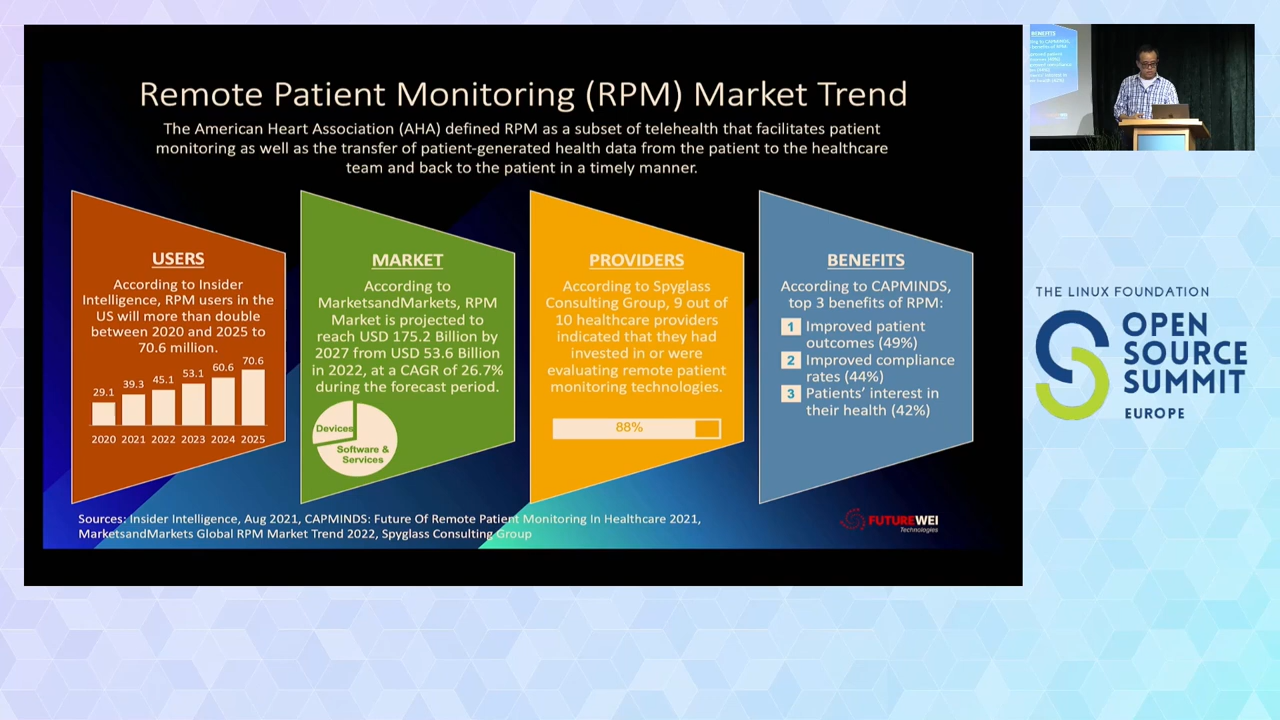 Remote Patient Monitoring (RPM) Market Trend
The American Heart Association (AHA) defined RPM as a subset of telehealth that facilitates patient
monitoring as well as the transfer of patient-generated health data from the patient to the healthcare
team and back to the patient in a timely manner.
USERS
According to Insider
Intelligence, RPM users in the
US will more than double
between 2020 and 2025 to
70.6 million.
29.1 39.3 45.1 53.1 60.6 70.6
2020 2021 2022 2023 2024 2025
MARKET
According to
MarketsandMarkets, RPM
Market is projected to
reach USD 175.2 Billion by
2027 from USD 53.6 Billion
in 2022, at a CAGR of 26.7%
during the forecast period.
Devices
Software &
Services
PROVIDERS
According to Spyglass
Consulting Group, 9 out of
10 healthcare providers
indicated that they had
invested in or were
evaluating remote patient
monitoring technologies.
88%
BENEFITS
According to CAPMINDS,
top 3 benefits of RPM:
1 Improved patient
outcomes (49%)
2 Improved compliance
rates (44%)
3 Patients' interest in
their health (42%)
Sources: Insider Intelligence, Aug 2021, CAPMINDS: Future Of Remote Patient Monitoring In Healthcare 2021,
MarketsandMarkets Global RPM Market Trend 2022, Spyglass Consulting Group
FUTUREWEI
Technologies
BENEFITS
THE LINUX FOUNDATION
OPEN
SOURCE
SUMMIT
EUROPE